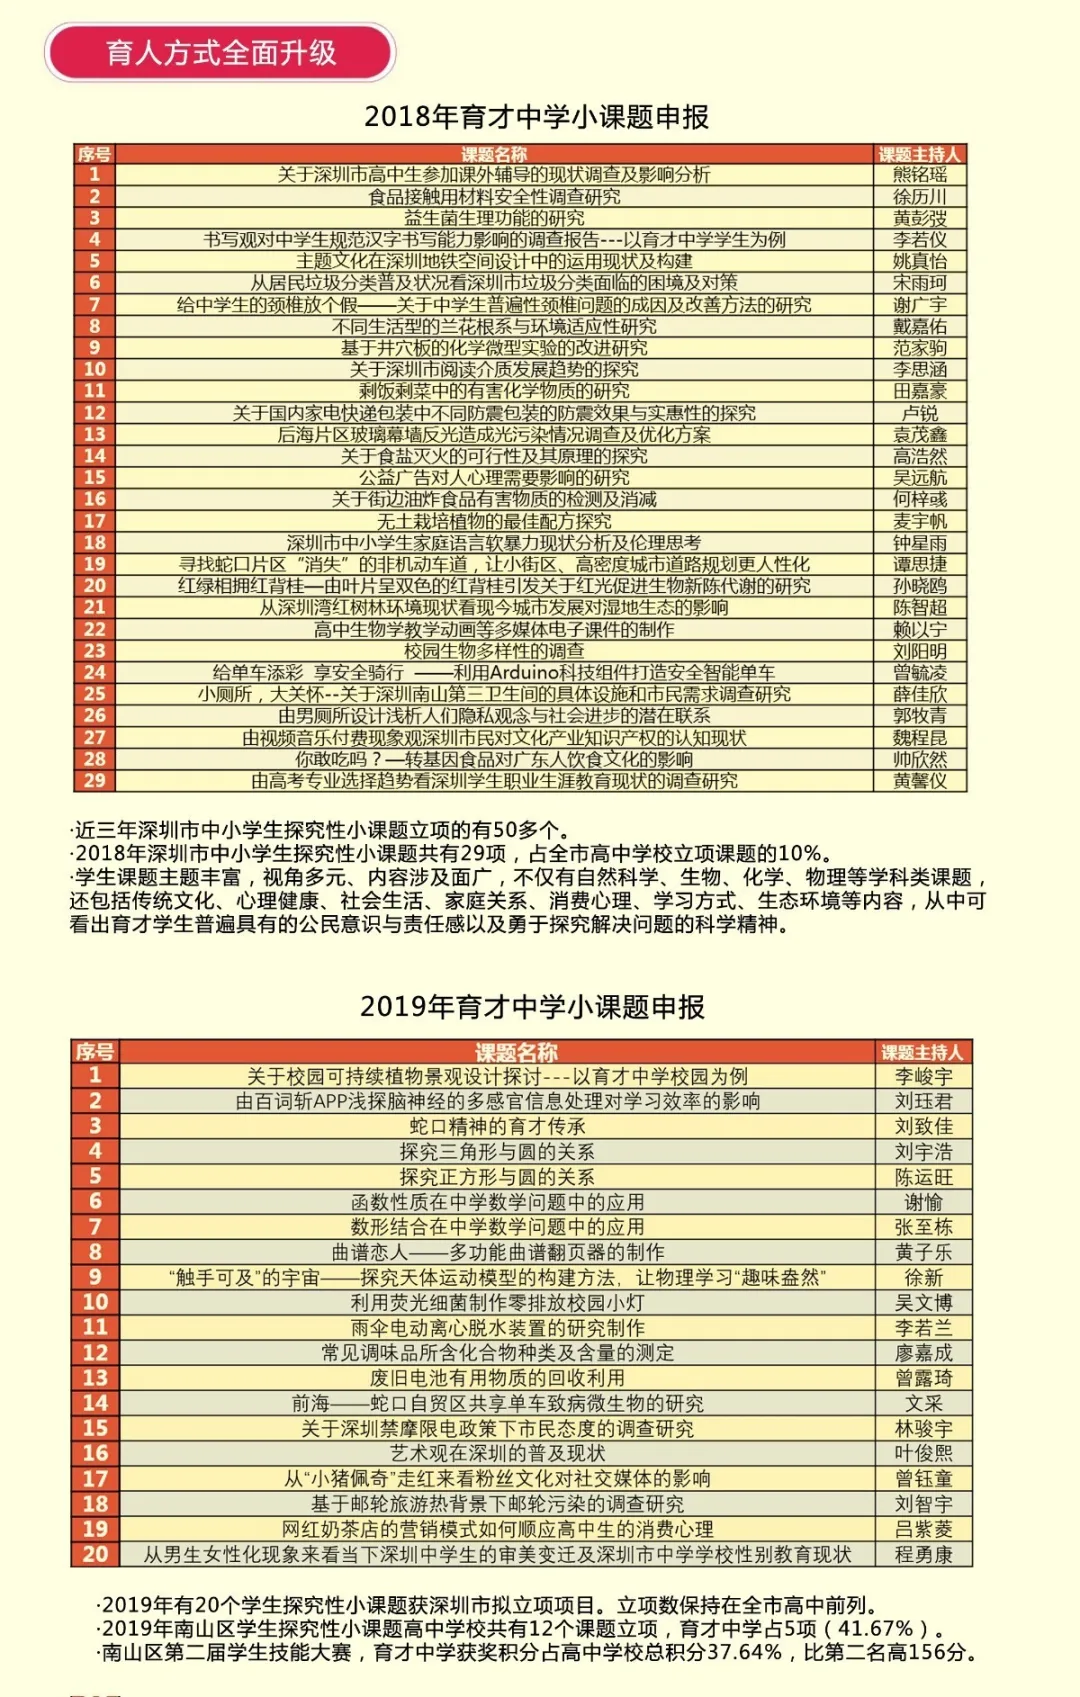 育人方式全面升级
2018年育才中学小课题申报
序号 课题名称 课题主持人
1 关于深圳市高中生参加课外辅导的现状调查及影响分析 熊铭瑶
2 食品接触用材料安全性调查研究 徐历川
3 益生菌生理功能的研究 黄彭弢
4 书写观对中学生规范汉字书写能力影响的调查报告---以育才中学学生为例 李若仪
5 主题文化在深圳地铁空间设计中的运用现状及构建 姚真怡
6 从居民垃圾分类普及状况看深圳市垃圾分类面临的困境及对策 宋雨珂
7 给中学生的颈椎放个假——关于中学生普遍性颈椎问题的成因及改善方法的研究 谢广宇
8 不同生活型的兰花根系与环境适应性研究 戴嘉佑
9 基于井穴板的化学微型实验的改进研究 范家驹
10 关于深圳市阅读介质发展趋势的探究 李思涵
11 剩饭剩菜中的有害化学物质的研究 田嘉豪
12 关于国内家电快递包装中不同防震包装的防震效果与实惠性的探究 卢锐
13 后海片区玻璃幕墙反光造成光污染情况调查及优化方案 袁茂鑫
14 关于食盐灭火的可行性及其原理的探究 高浩然
15 公益广告对人心理需要影响的研究 吴远航
16 关于街边油炸食品有害物质的检测及消减 何梓彧
17 无土栽培植物的最佳配方探究 麦宇帆
18 深圳市中小学生家庭语言软暴力现状分析及伦理思考 钟星雨
19 寻找蛇口片区“消失”的非机动车道，让小街区、高密度城市道路规划更人性化 谭思捷
20 红绿相拥红背桂—由叶片呈双色的红背桂引发关于红光促进生物新陈代谢的研究 孙晓鸥
21 从深圳湾红树林环境现状看现今城市发展对湿地生态的影响 陈智超
22 高中生物学教学动画等多媒体电子课件的制作 赖以宁
23 校园生物多样性的调查 刘阳明
24 给单车添彩 享安全骑行 ——利用Arduino科技组件打造安全智能单车 曾毓凌
25 小厕所，大关怀--关于深圳南山第三卫生间的具体设施和市民需求调查研究 薛佳欣
26 由男厕所设计浅析人们隐私观念与社会进步的潜在联系 郭牧青
27 由视频音乐付费现象观深圳市民对文化产业知识产权的认知现状 魏程昆
28 你敢吃吗？—转基因食品对广东人饮食文化的影响 帅欣然
29 由高考专业选择趋势看深圳学生职业生涯教育现状的调查研究 黄馨仪
·近三年深圳市中小学生探究性小课题立项的有50多个。
·2018年深圳市中小学生探究性小课题共有29项，占全市高中学校立项课题的10%。
·学生课题主题丰富，视角多元、内容涉及面广，不仅有自然科学、生物、化学、物理等学科类课题，
还包括传统文化、心理健康、社会生活、家庭关系、消费心理、学习方式、生态环境等内容，从中可
看出育才学生普遍具有的公民意识与责任感以及勇于探究解决问题的科学精神。
2019年育才中学小课题申报
序号 课题名称 课题主持人
1 关于校园可持续植物景观设计探讨---以育才中学校园为例 李峻宇
2 由百词斩APP浅探脑神经的多感官信息处理对学习效率的影响 刘珏君
3 蛇口精神的育才传承 刘致佳
4 探究三角形与圆的关系 刘宇浩
5 探究正方形与圆的关系 陈运旺
6 函数性质在中学数学问题中的应用 谢愉
7 数形结合在中学数学问题中的应用 张至栋
8 曲谱恋人——多功能曲谱翻页器的制作 黄子乐
9 “触手可及”的宇宙——探究天体运动模型的构建方法，让物理学习“趣味盎然” 徐新
10 利用荧光细菌制作零排放校园小灯 吴文博
11 雨伞电动离心脱水装置的研究制作 李若兰
12 常见调味品所含化合物种类及含量的测定 廖嘉成
13 废旧电池有用物质的回收利用 曾露琦
14 前海——蛇口自贸区共享单车致病微生物的研究 文采
15 关于深圳禁摩限电政策下市民态度的调查研究 林骏宇
16 艺术观在深圳的普及现状 叶俊熙
17 从“小猪佩奇”走红来看粉丝文化对社交媒体的影响 曾钰童
18 基于邮轮旅游热背景下邮轮污染的调查研究 刘智宇
19 网红奶茶店的营销模式如何顺应高中生的消费心理 吕紫菱
20 从男生女性化现象来看当下深圳中学生的审美变迁及深圳市中学学校性别教育现状 程勇康
·2019年有20个学生探究性小课题获深圳市拟立项项目。立项数保持在全市高中前列。
·2019年南山区学生探究性小课题高中学校共有12个课题立项，育才中学占5项（41.67%）。
·南山区第二届学生技能大赛，育才中学获奖积分占高中学校总积分37.64%，比第二名高156分。